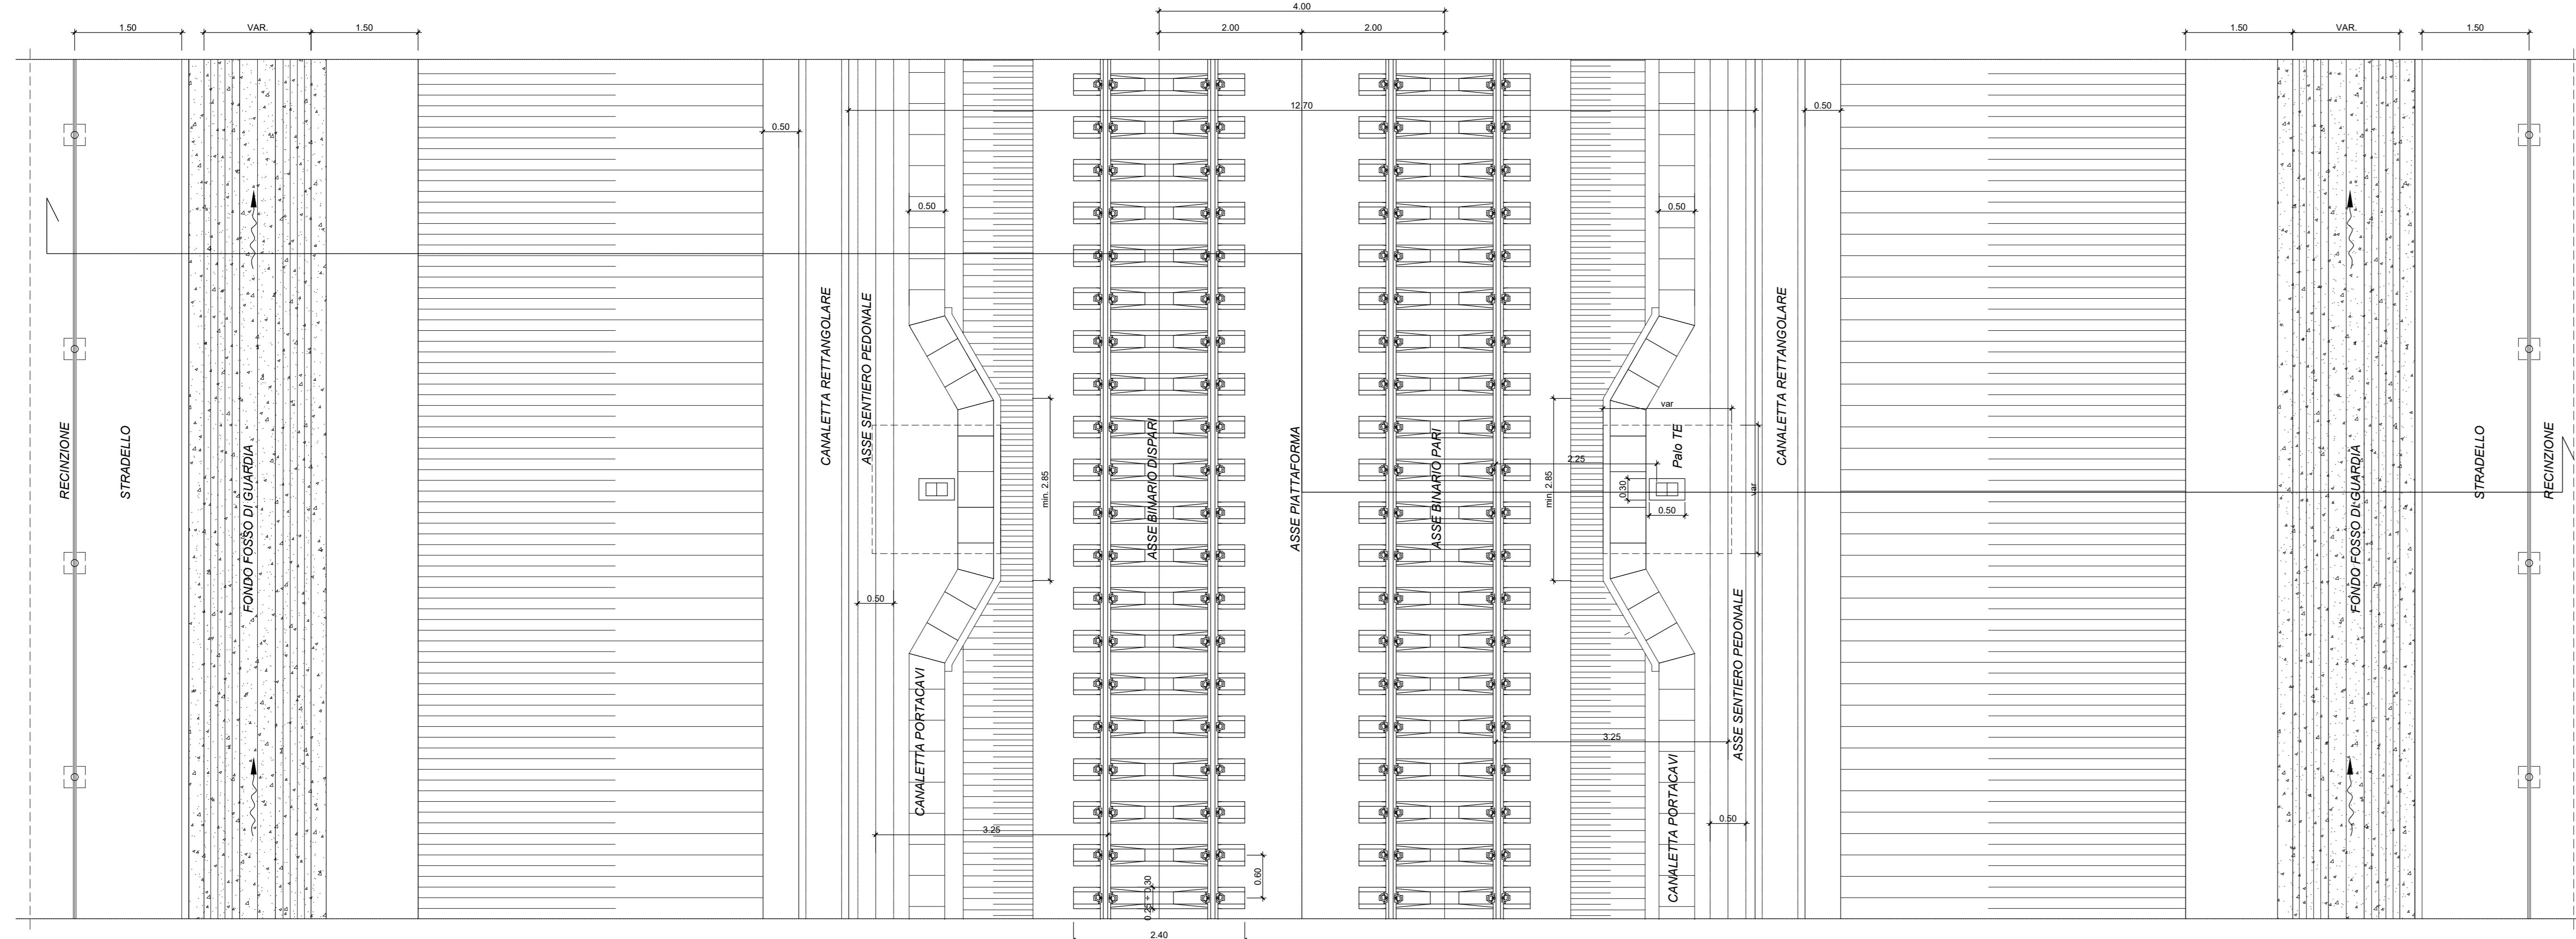 4.00
1.50
VAR.
1.50
2.00
2.00
1.50
VAR.
1.50
12.70
0.50
0.50
0.50
0.50
CANALETTA RETTANGOLARE
ASSE SENTIERO PEDONALE
CANALETTA RETTANGOLARE
RECINZIONE
STRADELLO
FONDO FOSSO DI GUARDIA
min. 2.85
ASSE BINARIO DISPARI
ASSE PIATTAFORMA
ASSE BINARIO PARI
var
2.25
min. 2.85
0.30
0.50
Palo TE
var
FONDO FOSSO DI GUARDIA
STRADELLO
RECINZIONE
0.50
CANALETTA PORTACAVI
ASSE SENTIERO PEDONALE
3.25
CANALETTA PORTACAVI
3.25
0.50
0.60
0.25 ÷ 0.30
2.40